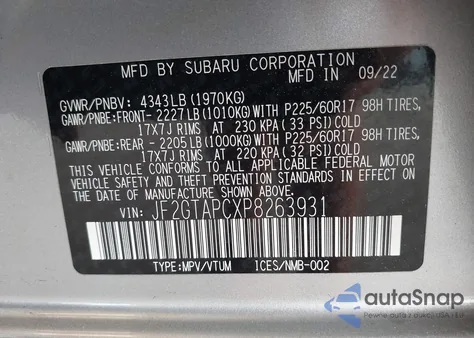 MFD BY SUBARU CORPORATION
MADE IN JAPAN 09/22
GVWR/PNBV: 4343LB (1970KG)
GAWR/PNBE:FRONT-2227LB(1010KG)WITH P225/60R17 98H TIRES,
17X7J RIMS AT 230 KPA(33 PSI)COLD
GAWR/PNBE:REAR -2205LB(1000KG)WITH P225/60R17 98H TIRES,
17X7J RIMS AT 220 KPA(32 PSI)COLD
THIS VEHICLE CONFORMS TO ALL APPLICABLE FEDERAL MOTOR
VEHICLE SAFETY AND BUMPER STANDARDS IN EFFECT ON THE
DATE OF MANUFACTURE SHOWN ABOVE.
VIN: JF2GTAPCXP8263931
TYPE:MPV/VTUM ICES/NMB-002
autoSnap